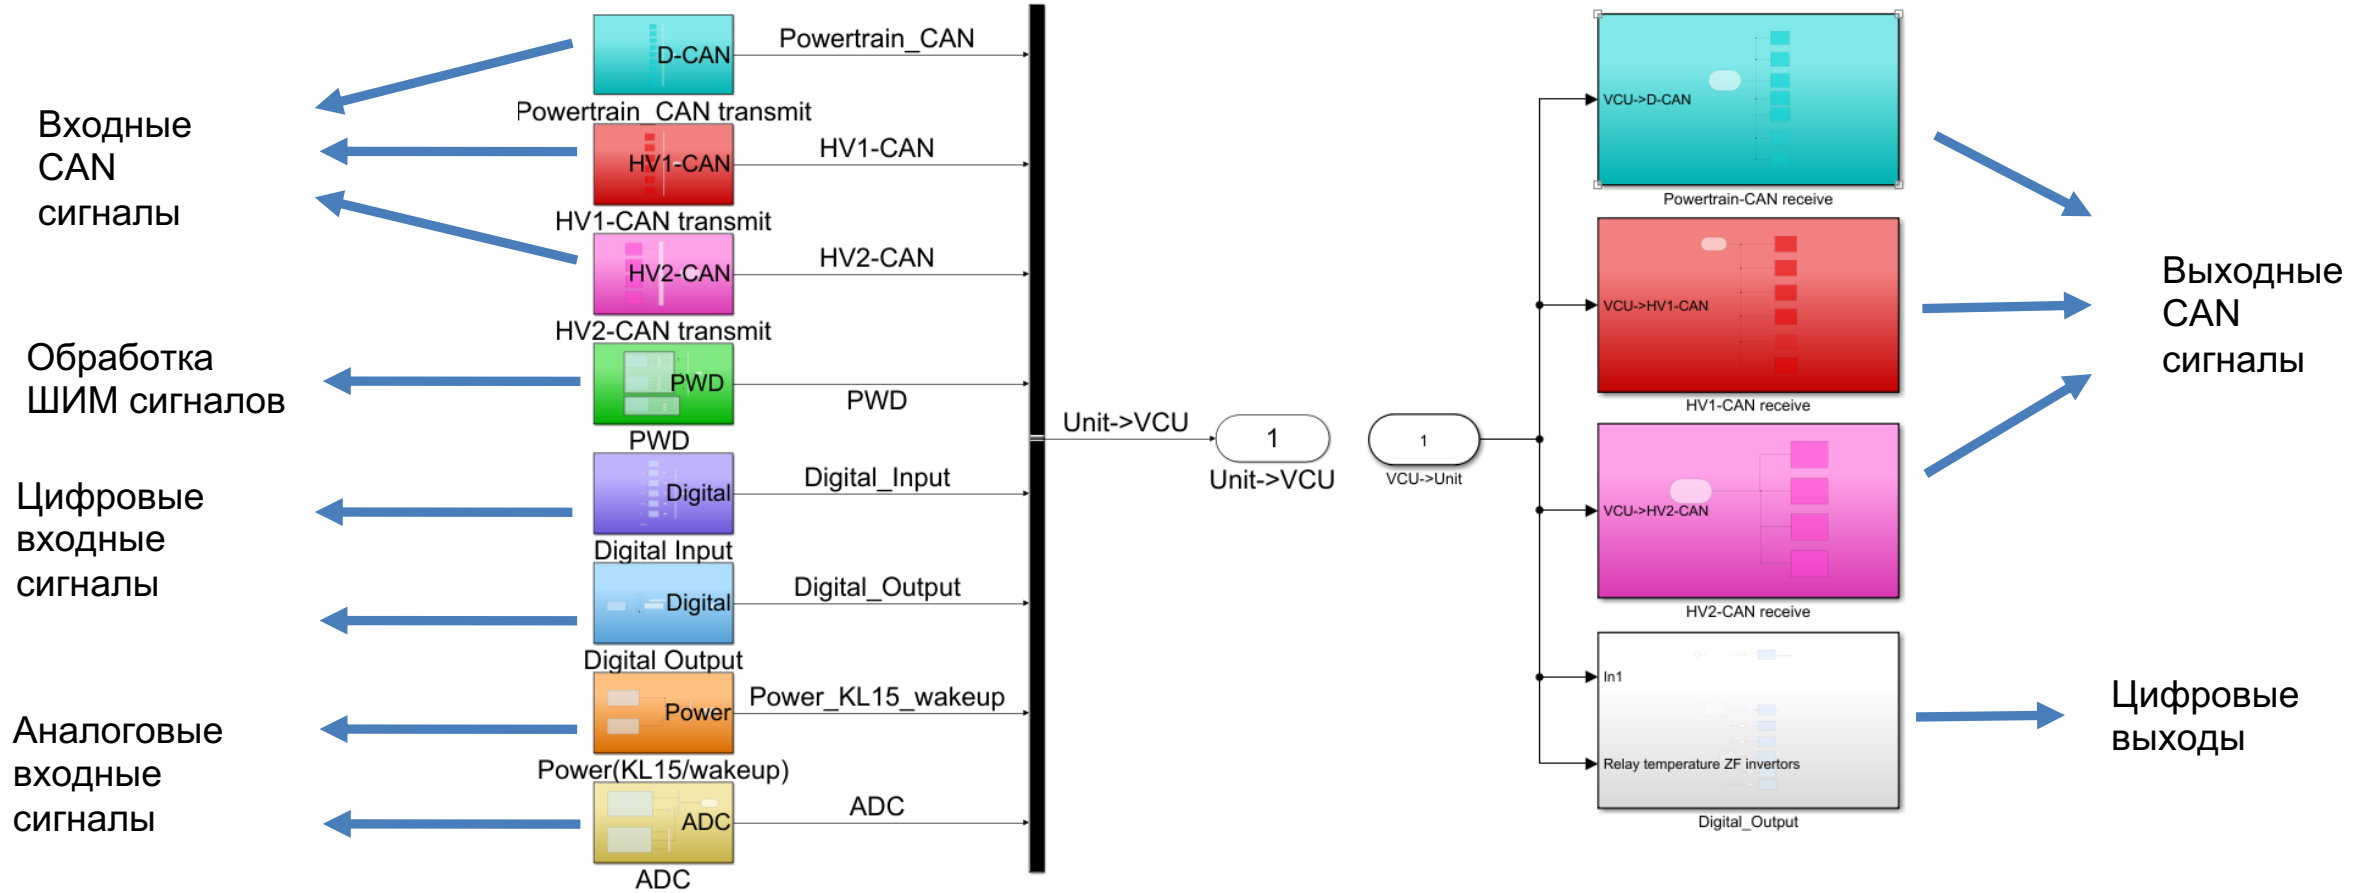 Входные
CAN
сигналы
Обработка
ШИМ сигналов
Цифровые
входные
сигналы
Аналоговые
входные
сигналы
D-CAN
Powertrain_CAN
Powertrain_CAN transmit
HV1-CAN
HV1-CAN
HV1-CAN transmit
HV2-CAN
HV2-CAN
HV2-CAN transmit
PWD
PWD
PWD
Digital
Digital_Input
Digital Input
Digital
Digital_Output
Digital Output
Power
Power_KL15_wakeup
Power(KL15/wakeup)
ADC
ADC
ADC
Unit->VCU
1
Unit->VCU
1
VCU->Unit
VCU->D-CAN
Powertrain-CAN receive
VCU->HV1-CAN
HV1-CAN receive
VCU->HV2-CAN
HV2-CAN receive
In1
Relay temperature ZF invertors
Digital_Output
Выходные
CAN
сигналы
Цифровые
выходы